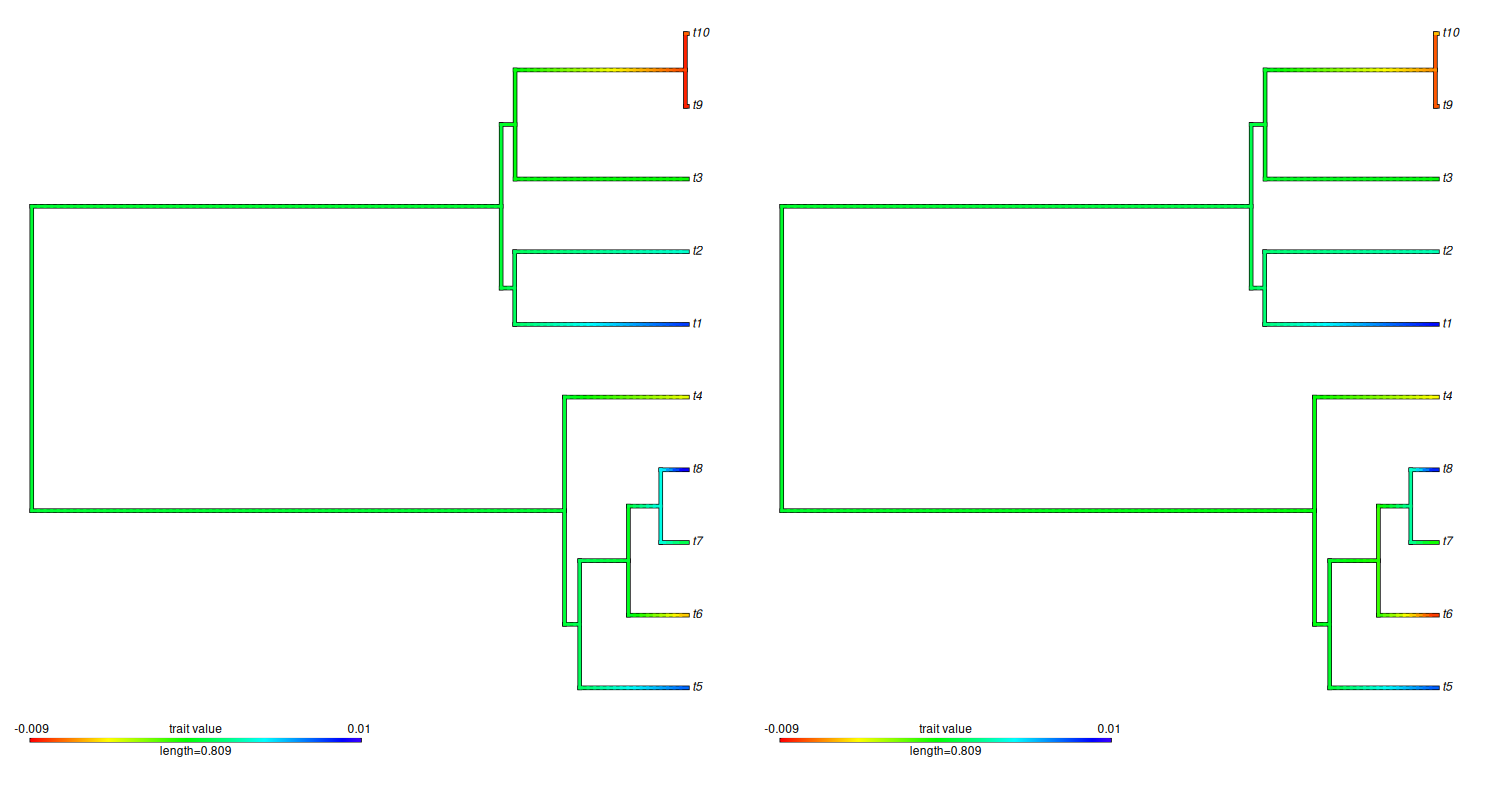 t10
t9
t3
t2
t1
t4
t8
t7
t6
t5
-0.009 trait value 0.01
length=0.809
t10
t9
t3
t2
t1
t4
t8
t7
t6
t5
-0.009 trait value 0.01
length=0.809